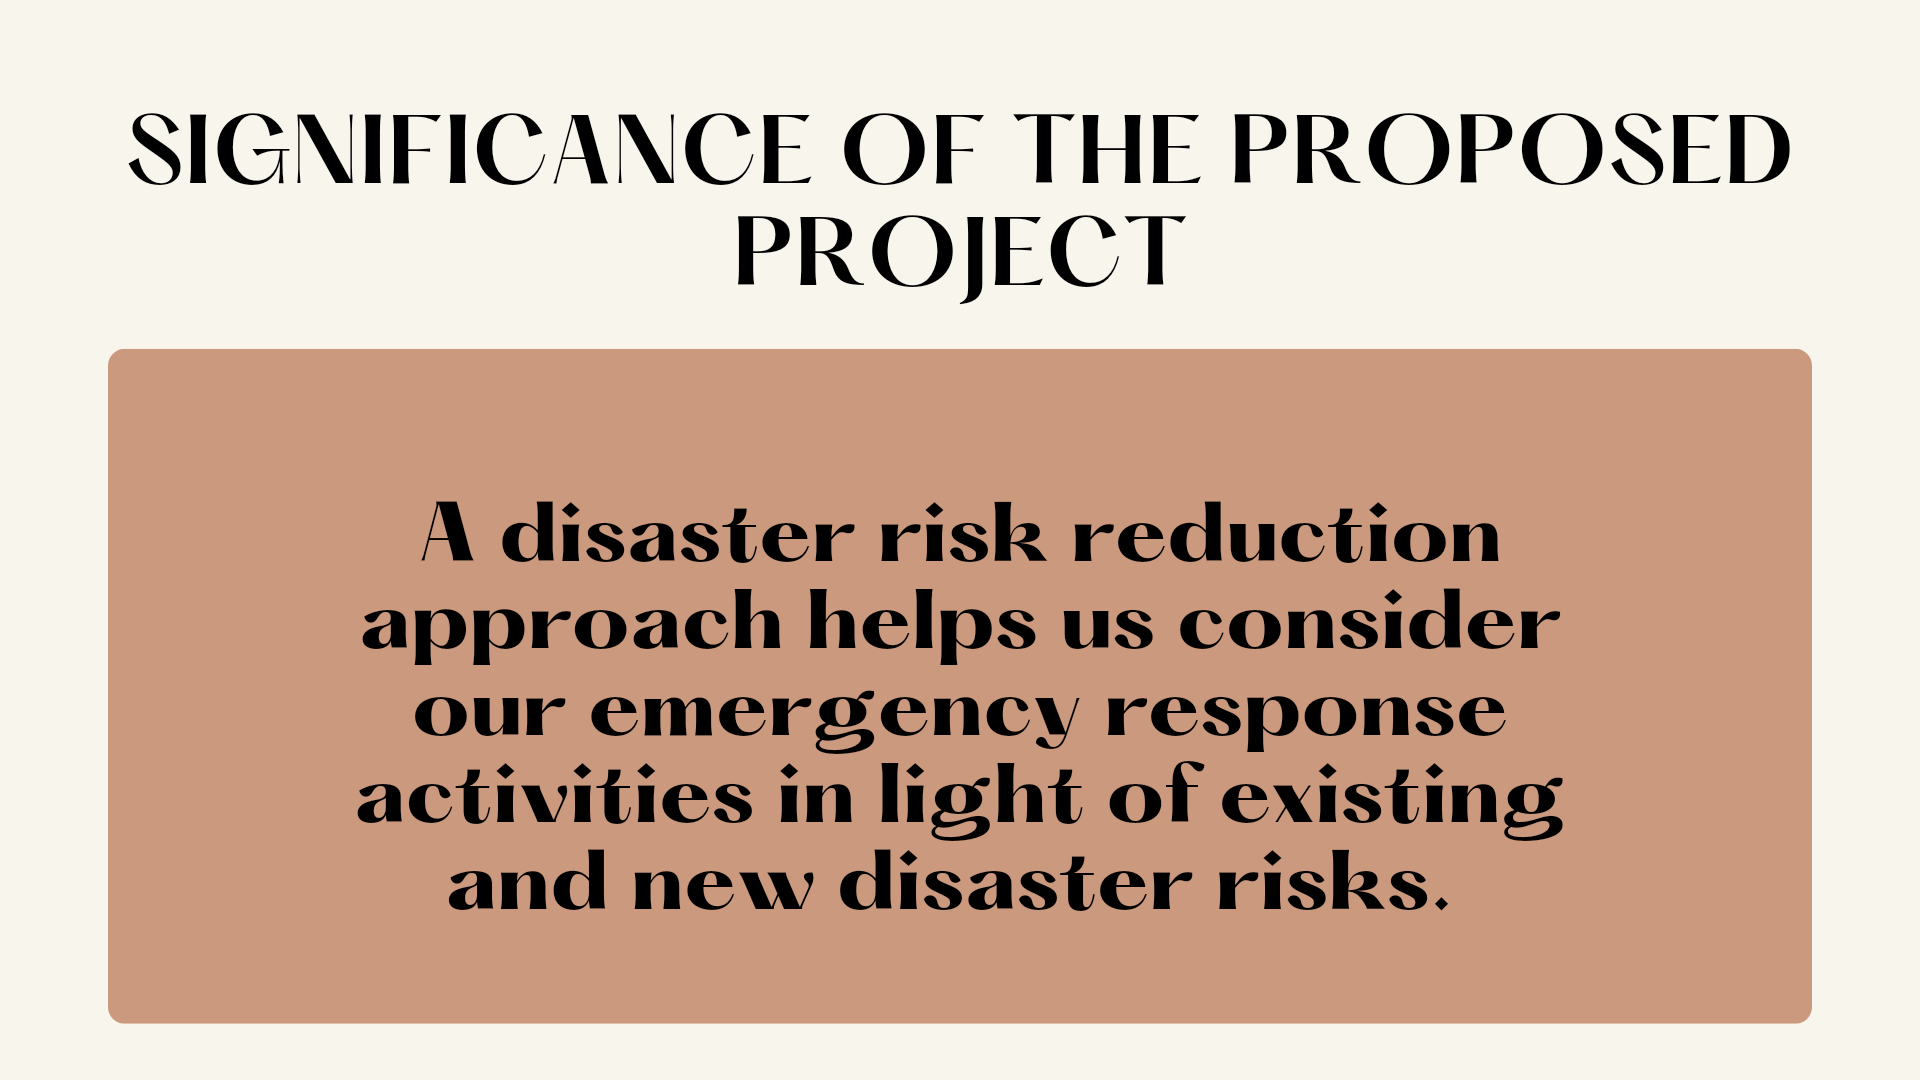 SIGNIFICANCE OF THE PROPOSED
PROJECT
A disaster risk reduction
approach helps us consider
our emergency response
activities in light of existing
and new disaster risks.